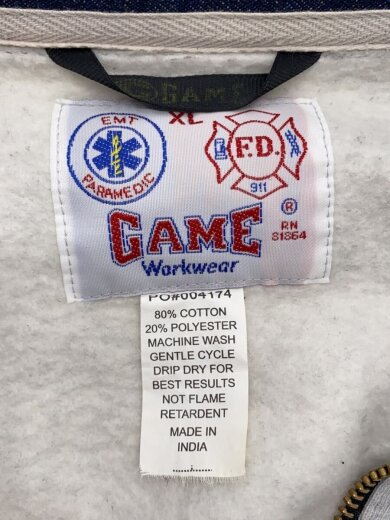 GAME
XL
EMT
PARAMEDIC
F.D.
911
GAME ®
Workwear
RN
81864
PO#004174
80% COTTON
20% POLYESTER
MACHINE WASH
GENTLE CYCLE
DRIP DRY FOR
BEST RESULTS
NOT FLAME
RETARDENT
MADE IN
INDIA